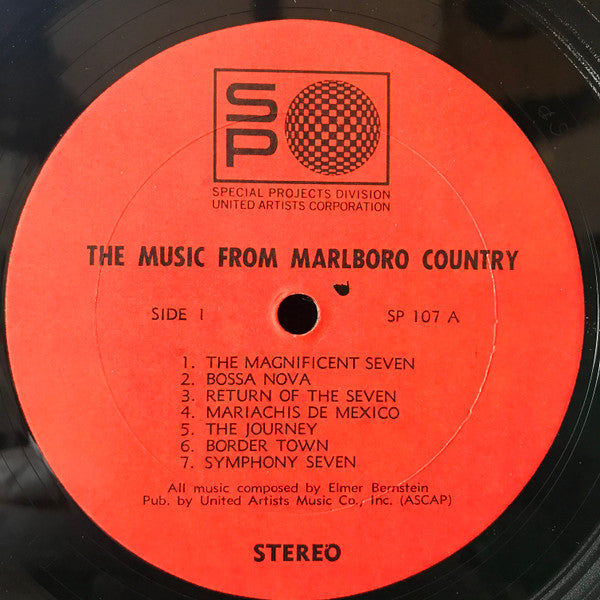 SP
SPECIAL PROJECTS DIVISION
UNITED ARTISTS CORPORATION
THE MUSIC FROM MARLBORO COUNTRY
SIDE 1
SP 107 A
1. THE MAGNIFICENT SEVEN
2. BOSSA NOVA
3. RETURN OF THE SEVEN
4. MARIACHIS DE MEXICO
5. THE JOURNEY
6. BORDER TOWN
7. SYMPHONY SEVEN
All music composed by Elmer Bernstein
Pub. by United Artists Music Co., Inc. (ASCAP)
STEREO